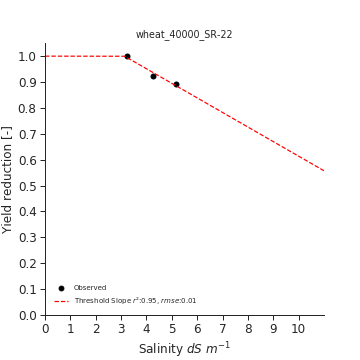 wheat_40000_SR-22
Yield reduction [-]
1.0
0.9
0.8
0.7
0.6
0.5
0.4
0.3
0.2
0.1
0.0
Observed
Threshold Slope r²:0.95, rmse:0.01
0 1 2 3 4 5 6 7 8 9 10
Salinity dS m⁻¹